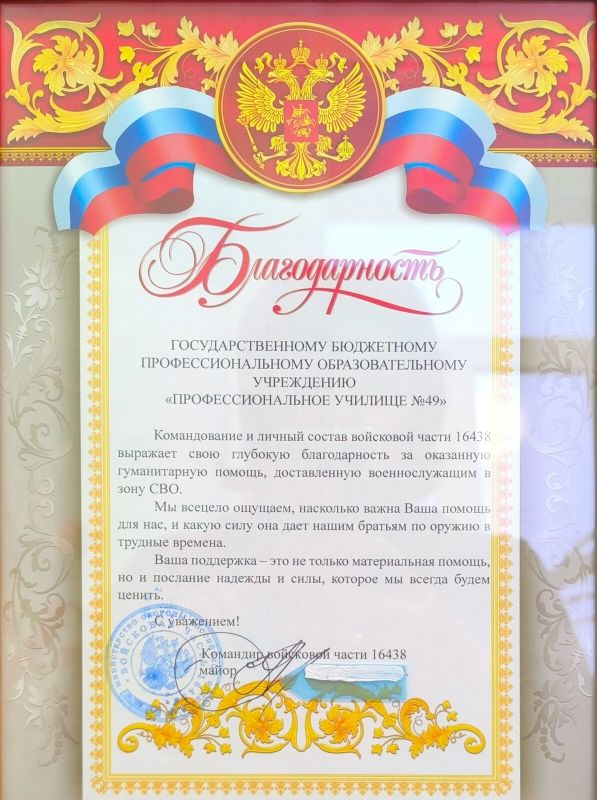 Благодарность
ГОСУДАРСТВЕННОМУ БЮДЖЕТНОМУ
ПРОФЕССИОНАЛЬНОМУ ОБРАЗОВАТЕЛЬНОМУ
УЧРЕЖДЕНИЮ
«ПРОФЕССИОНАЛЬНОЕ УЧИЛИЩЕ №49»
Командование и личный состав войсковой части 16438
выражает свою глубокую благодарность за оказанную
гуманитарную помощь, доставленную военнослужащим в
зону СВО.
Мы всецело ощущаем, насколько важна Ваша помощь
для нас, и какую силу она дает нашим братьям по оружию в
трудные времена.
Ваша поддержка – это не только материальная помощь,
но и послание надежды и силы, которое мы всегда будем
ценить.
С уважением!
Командир войсковой части 16438
майор